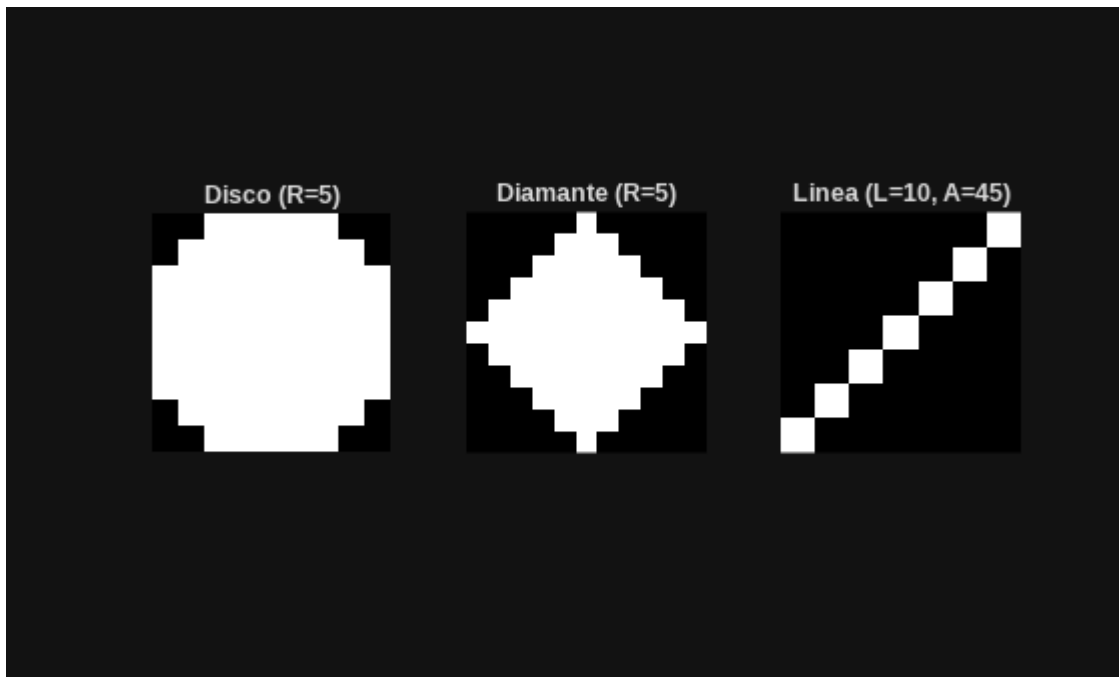 Disco (R=5)
Diamante (R=5)
Linea (L=10, A=45)